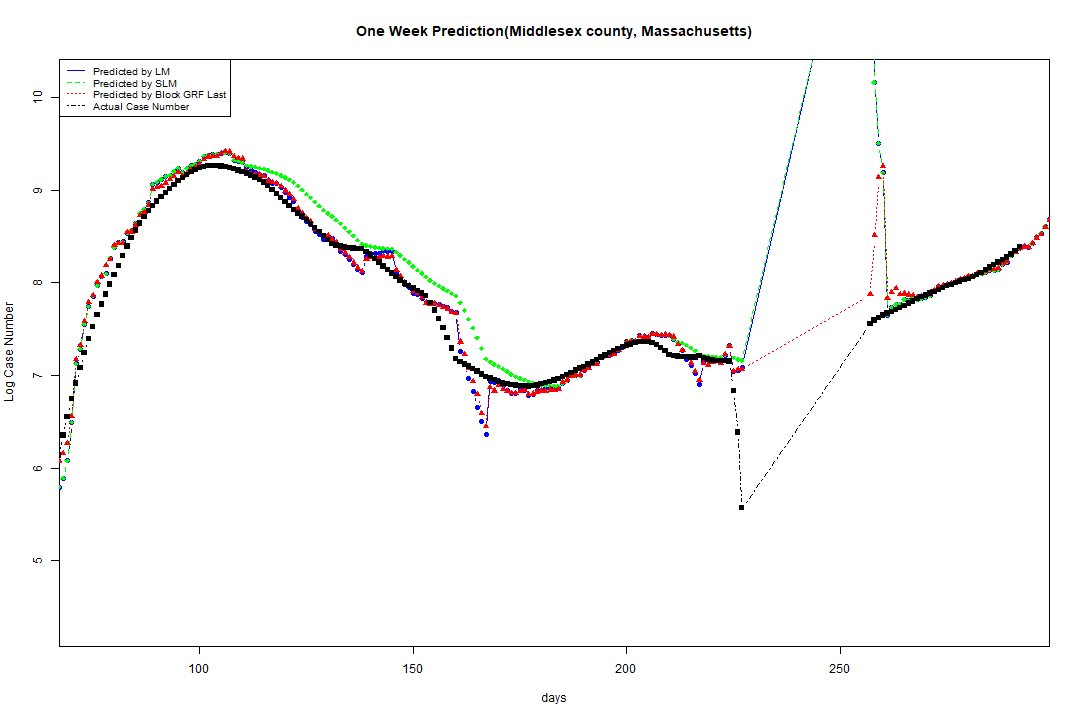 One Week Prediction(Middlesex county, Massachusetts)
Predicted by LM
Predicted by SLM
Predicted by Block GRF Last
Actual Case Number
Log Case Number
10
9
8
7
6
5
100 150 200 250
days